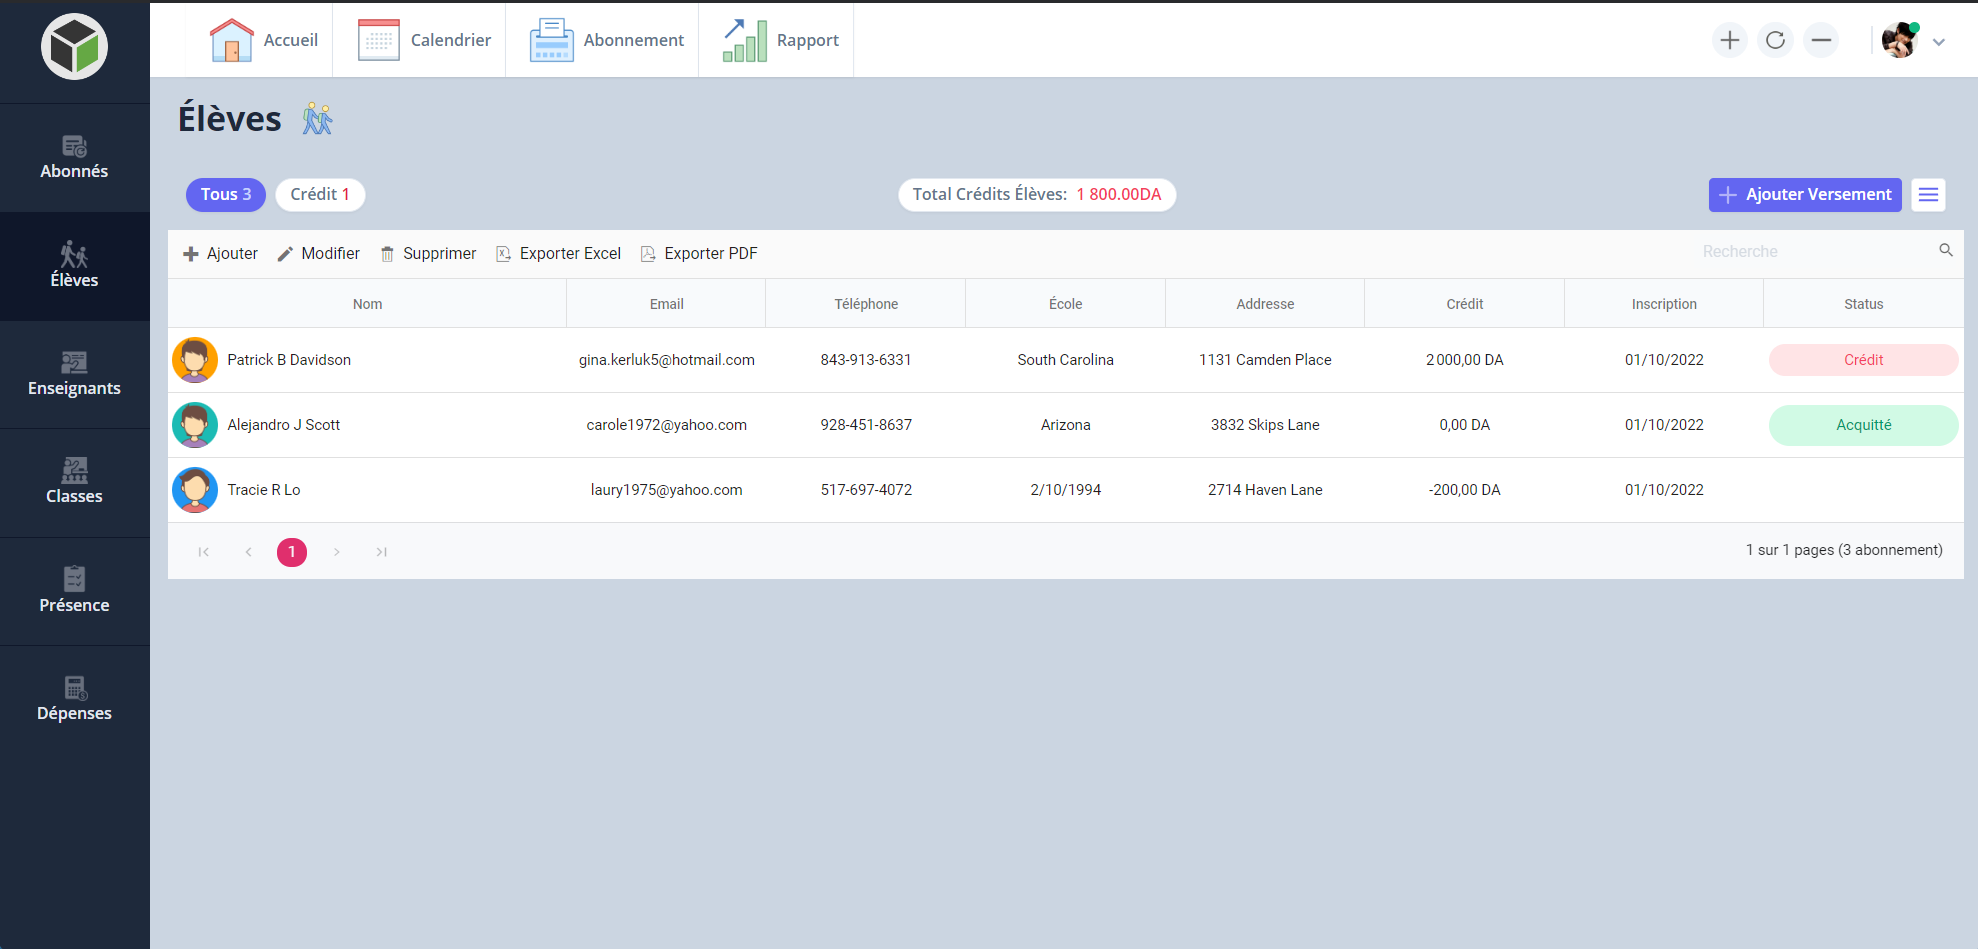 Accueil
Calendrier
Abonnement
Rapport
Abonnés
Élèves
Enseignants
Classes
Présence
Dépenses
Élèves
Tous 3
Crédit 1
Total Crédits Élèves: 1 800.00DA
Ajouter Versement
Ajouter
Modifier
Supprimer
Exporter Excel
Exporter PDF
Recherche
Nom Email Téléphone École Addresse Crédit Inscription Status
Patrick B Davidson gina.kerluk5@hotmail.com 843-913-6331 South Carolina 1131 Camden Place 2 000,00 DA 01/10/2022 Crédit
Alejandro J Scott carole1972@yahoo.com 928-451-8637 Arizona 3832 Skips Lane 0,00 DA 01/10/2022 Acquitté
Tracie R Lo laury1975@yahoo.com 517-697-4072 2/10/1994 2714 Haven Lane -200,00 DA 01/10/2022
1
1 sur 1 pages (3 abonnement)